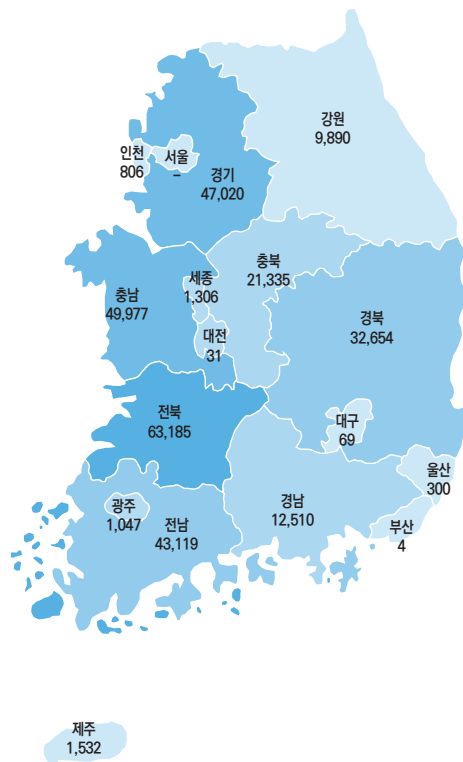 강원
9,890
인천
806
서울
–
경기
47,020
충북
21,335
세종
1,306
충남
49,977
대전
31
경북
32,654
전북
63,185
대구
69
울산
300
광주
1,047
전남
43,119
경남
12,510
부산
4
제주
1,532